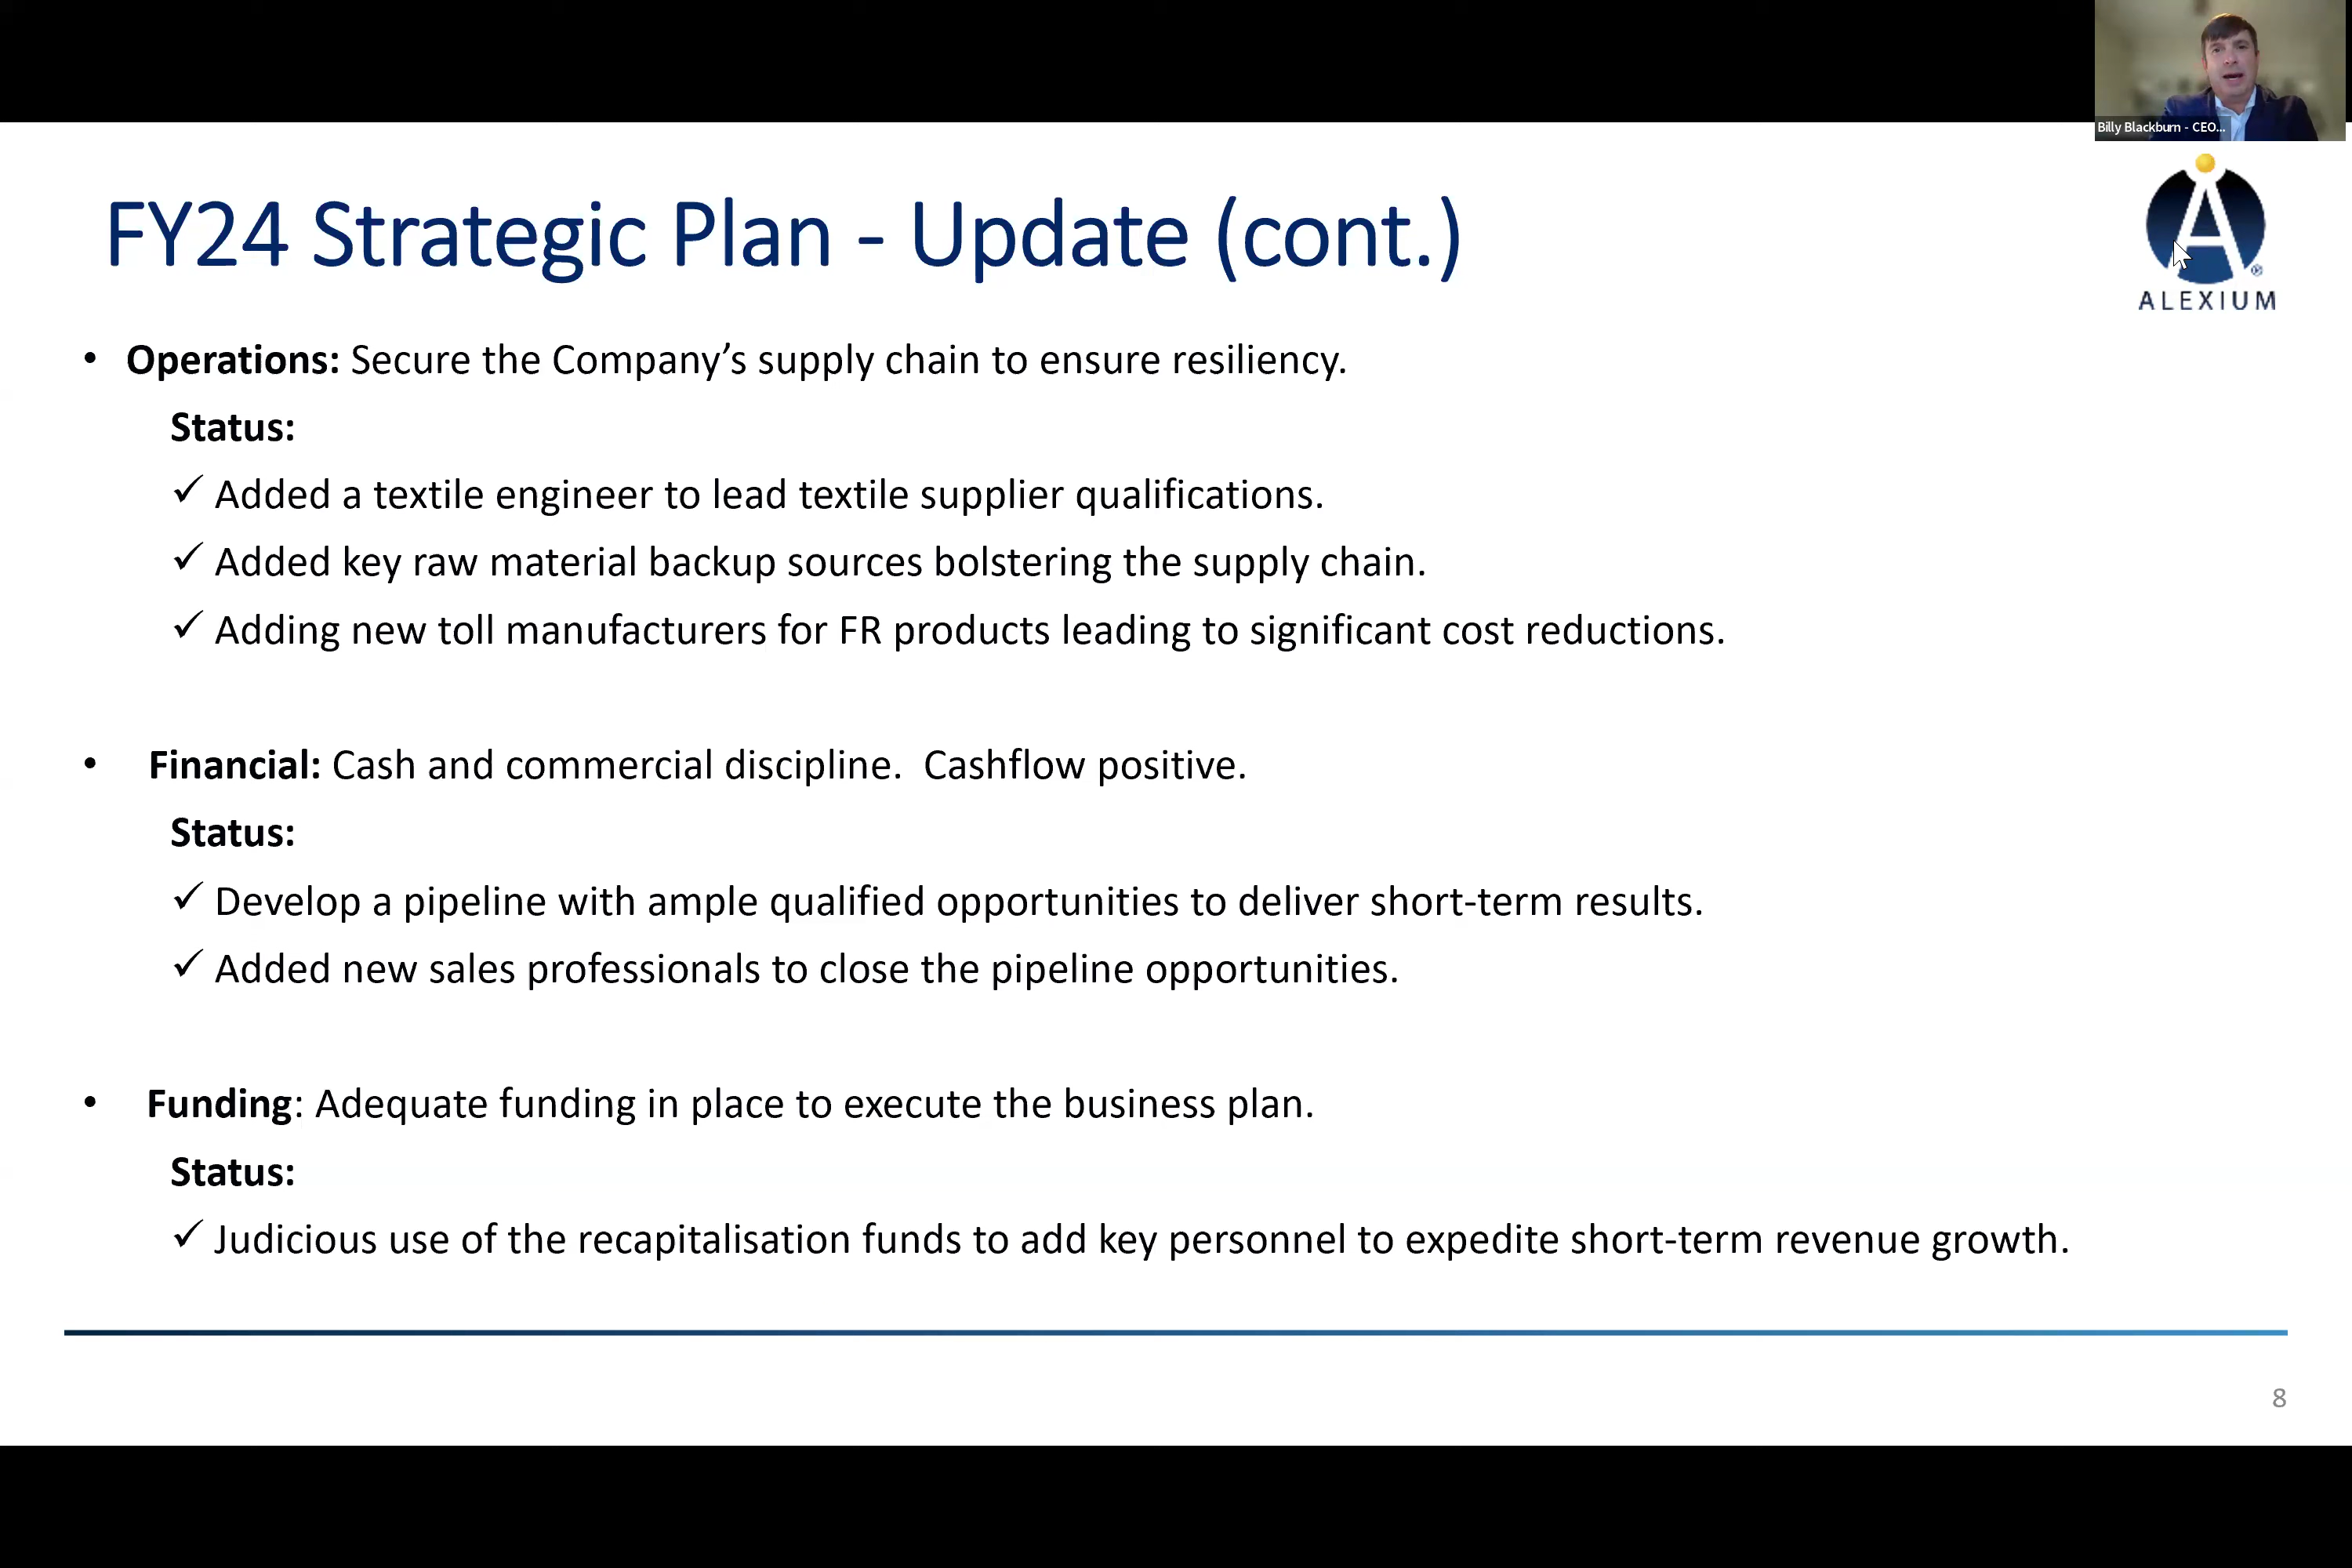 Billy Blackburn - CEO...
FY24 Strategic Plan - Update (cont.)
ALEXIUM
®
• Operations: Secure the Company’s supply chain to ensure resiliency.
Status:
✓ Added a textile engineer to lead textile supplier qualifications.
✓ Added key raw material backup sources bolstering the supply chain.
✓ Adding new toll manufacturers for FR products leading to significant cost reductions.
• Financial: Cash and commercial discipline.  Cashflow positive.
Status:
✓ Develop a pipeline with ample qualified opportunities to deliver short-term results.
✓ Added new sales professionals to close the pipeline opportunities.
• Funding: Adequate funding in place to execute the business plan.
Status:
✓ Judicious use of the recapitalisation funds to add key personnel to expedite short-term revenue growth.
8